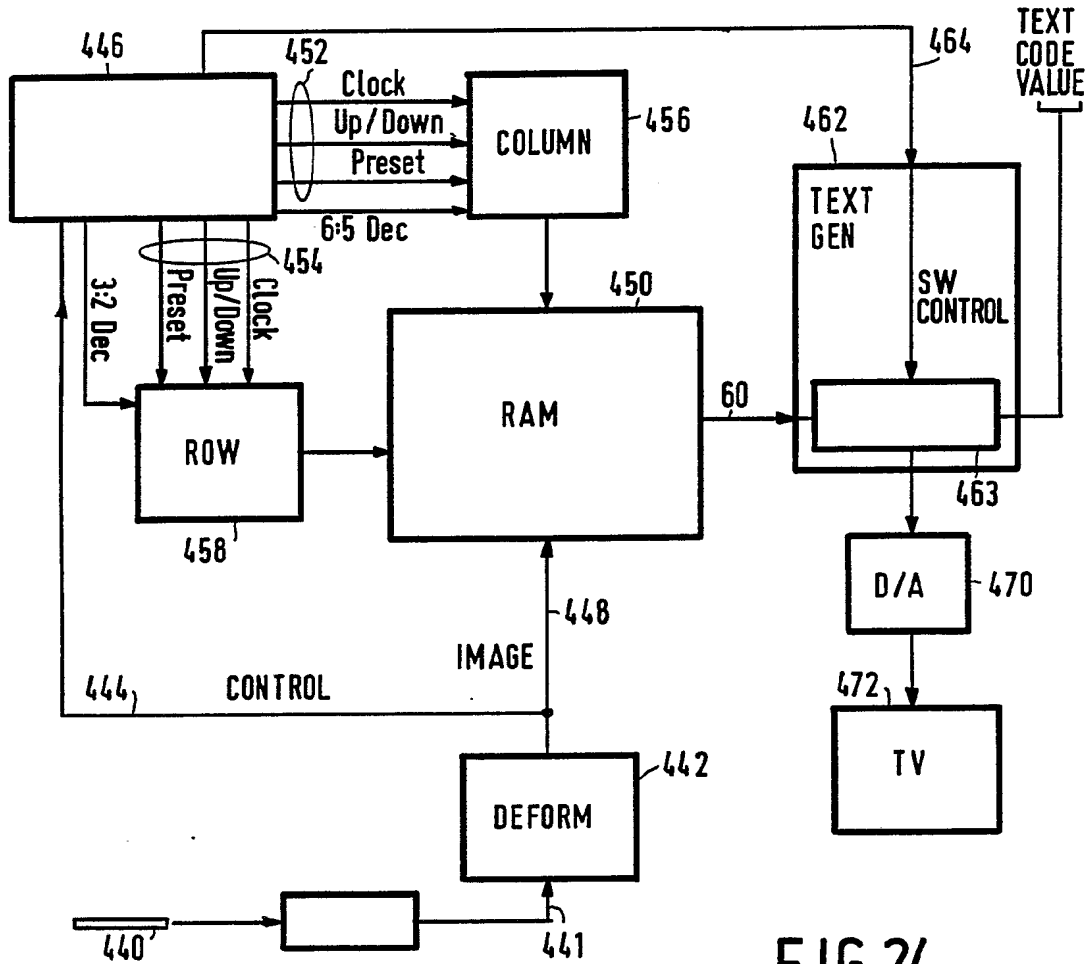 TEXT
CODE
VALUE
446
452
464
Clock
Up/Down
Preset
6:5 Dec
COLUMN
456
462
TEXT
GEN
SW
CONTROL
454
3:2 Dec
Preset
Up/Down
Clock
450
RAM
60
463
ROW
458
D/A
470
448
IMAGE
444
CONTROL
472
TV
442
DEFORM
440
441